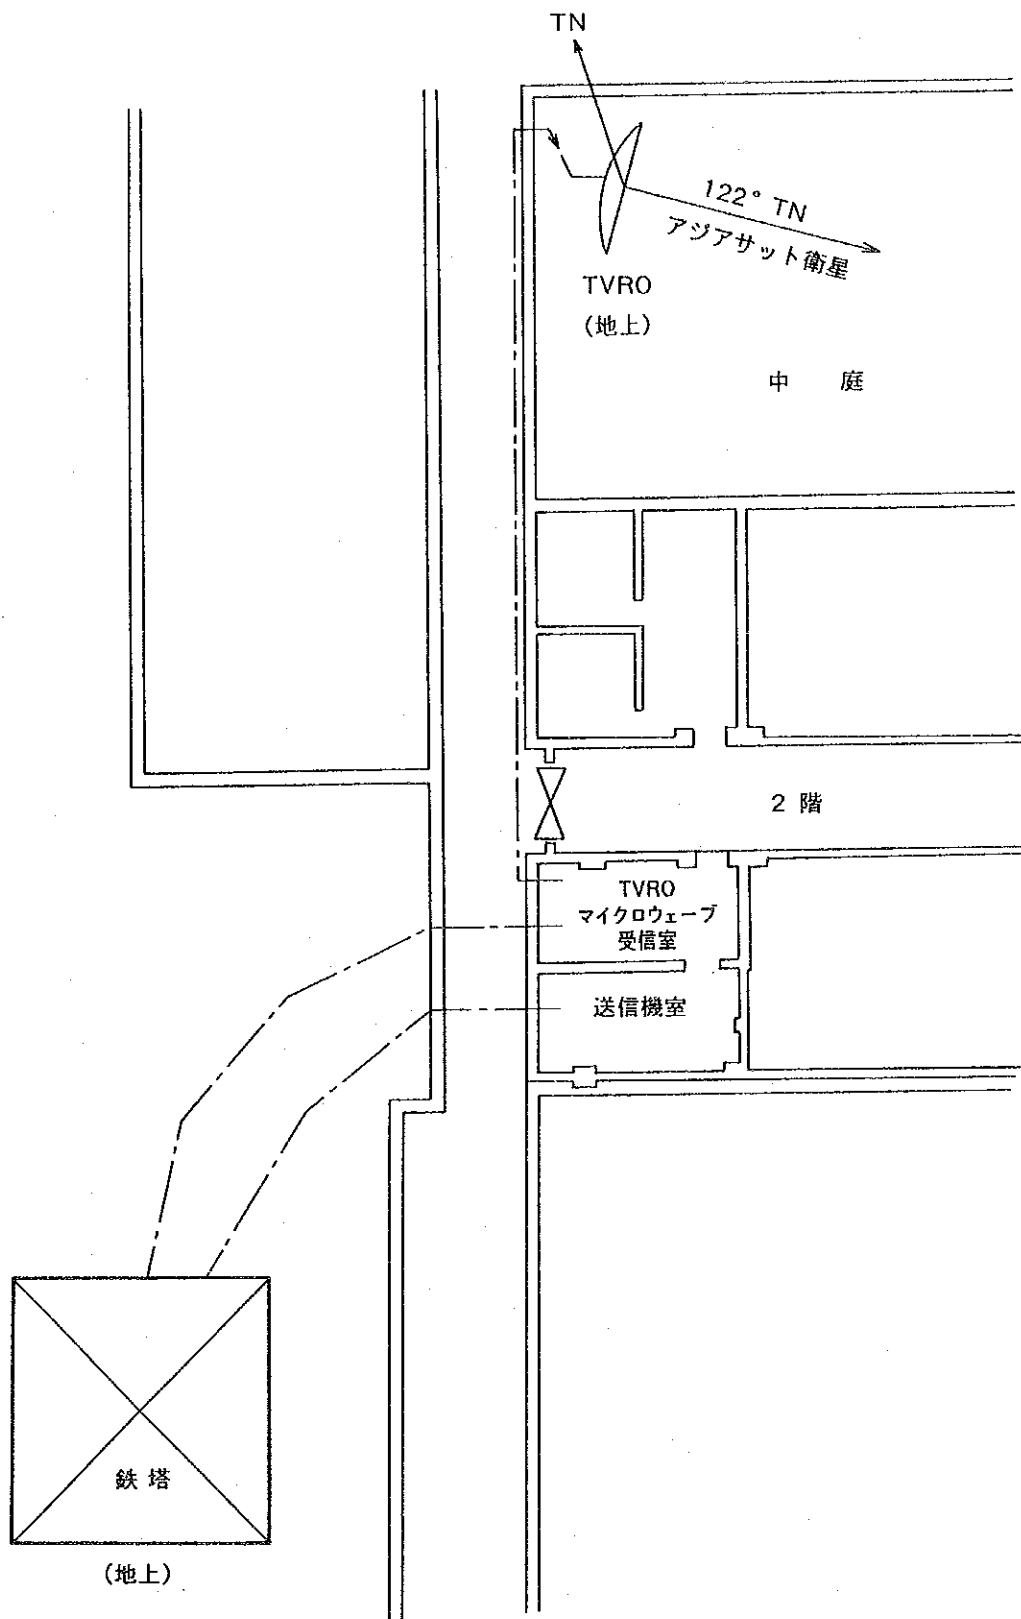 TN
122° TN
アジアサット衛星
TVRO
(地上)
中 庭
2 階
TVRO
マイクロウェーブ
受信室
送信機室
鉄 塔
(地上)